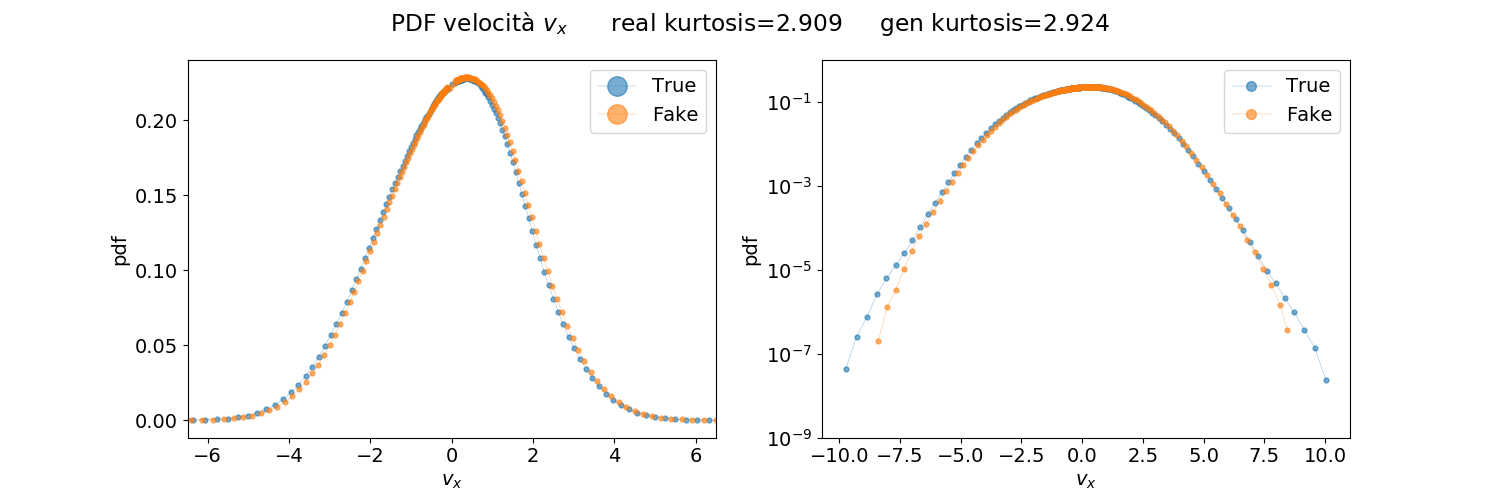 PDF velocità vₓ real kurtosis=2.909 gen kurtosis=2.924
True
Fake
pdf
0.20
0.15
0.10
0.05
0.00
−6 −4 −2 0 2 4 6
vₓ
True
Fake
pdf
10⁻¹
10⁻³
10⁻⁵
10⁻⁷
10⁻⁹
−10.0 −7.5 −5.0 −2.5 0.0 2.5 5.0 7.5 10.0
vₓ